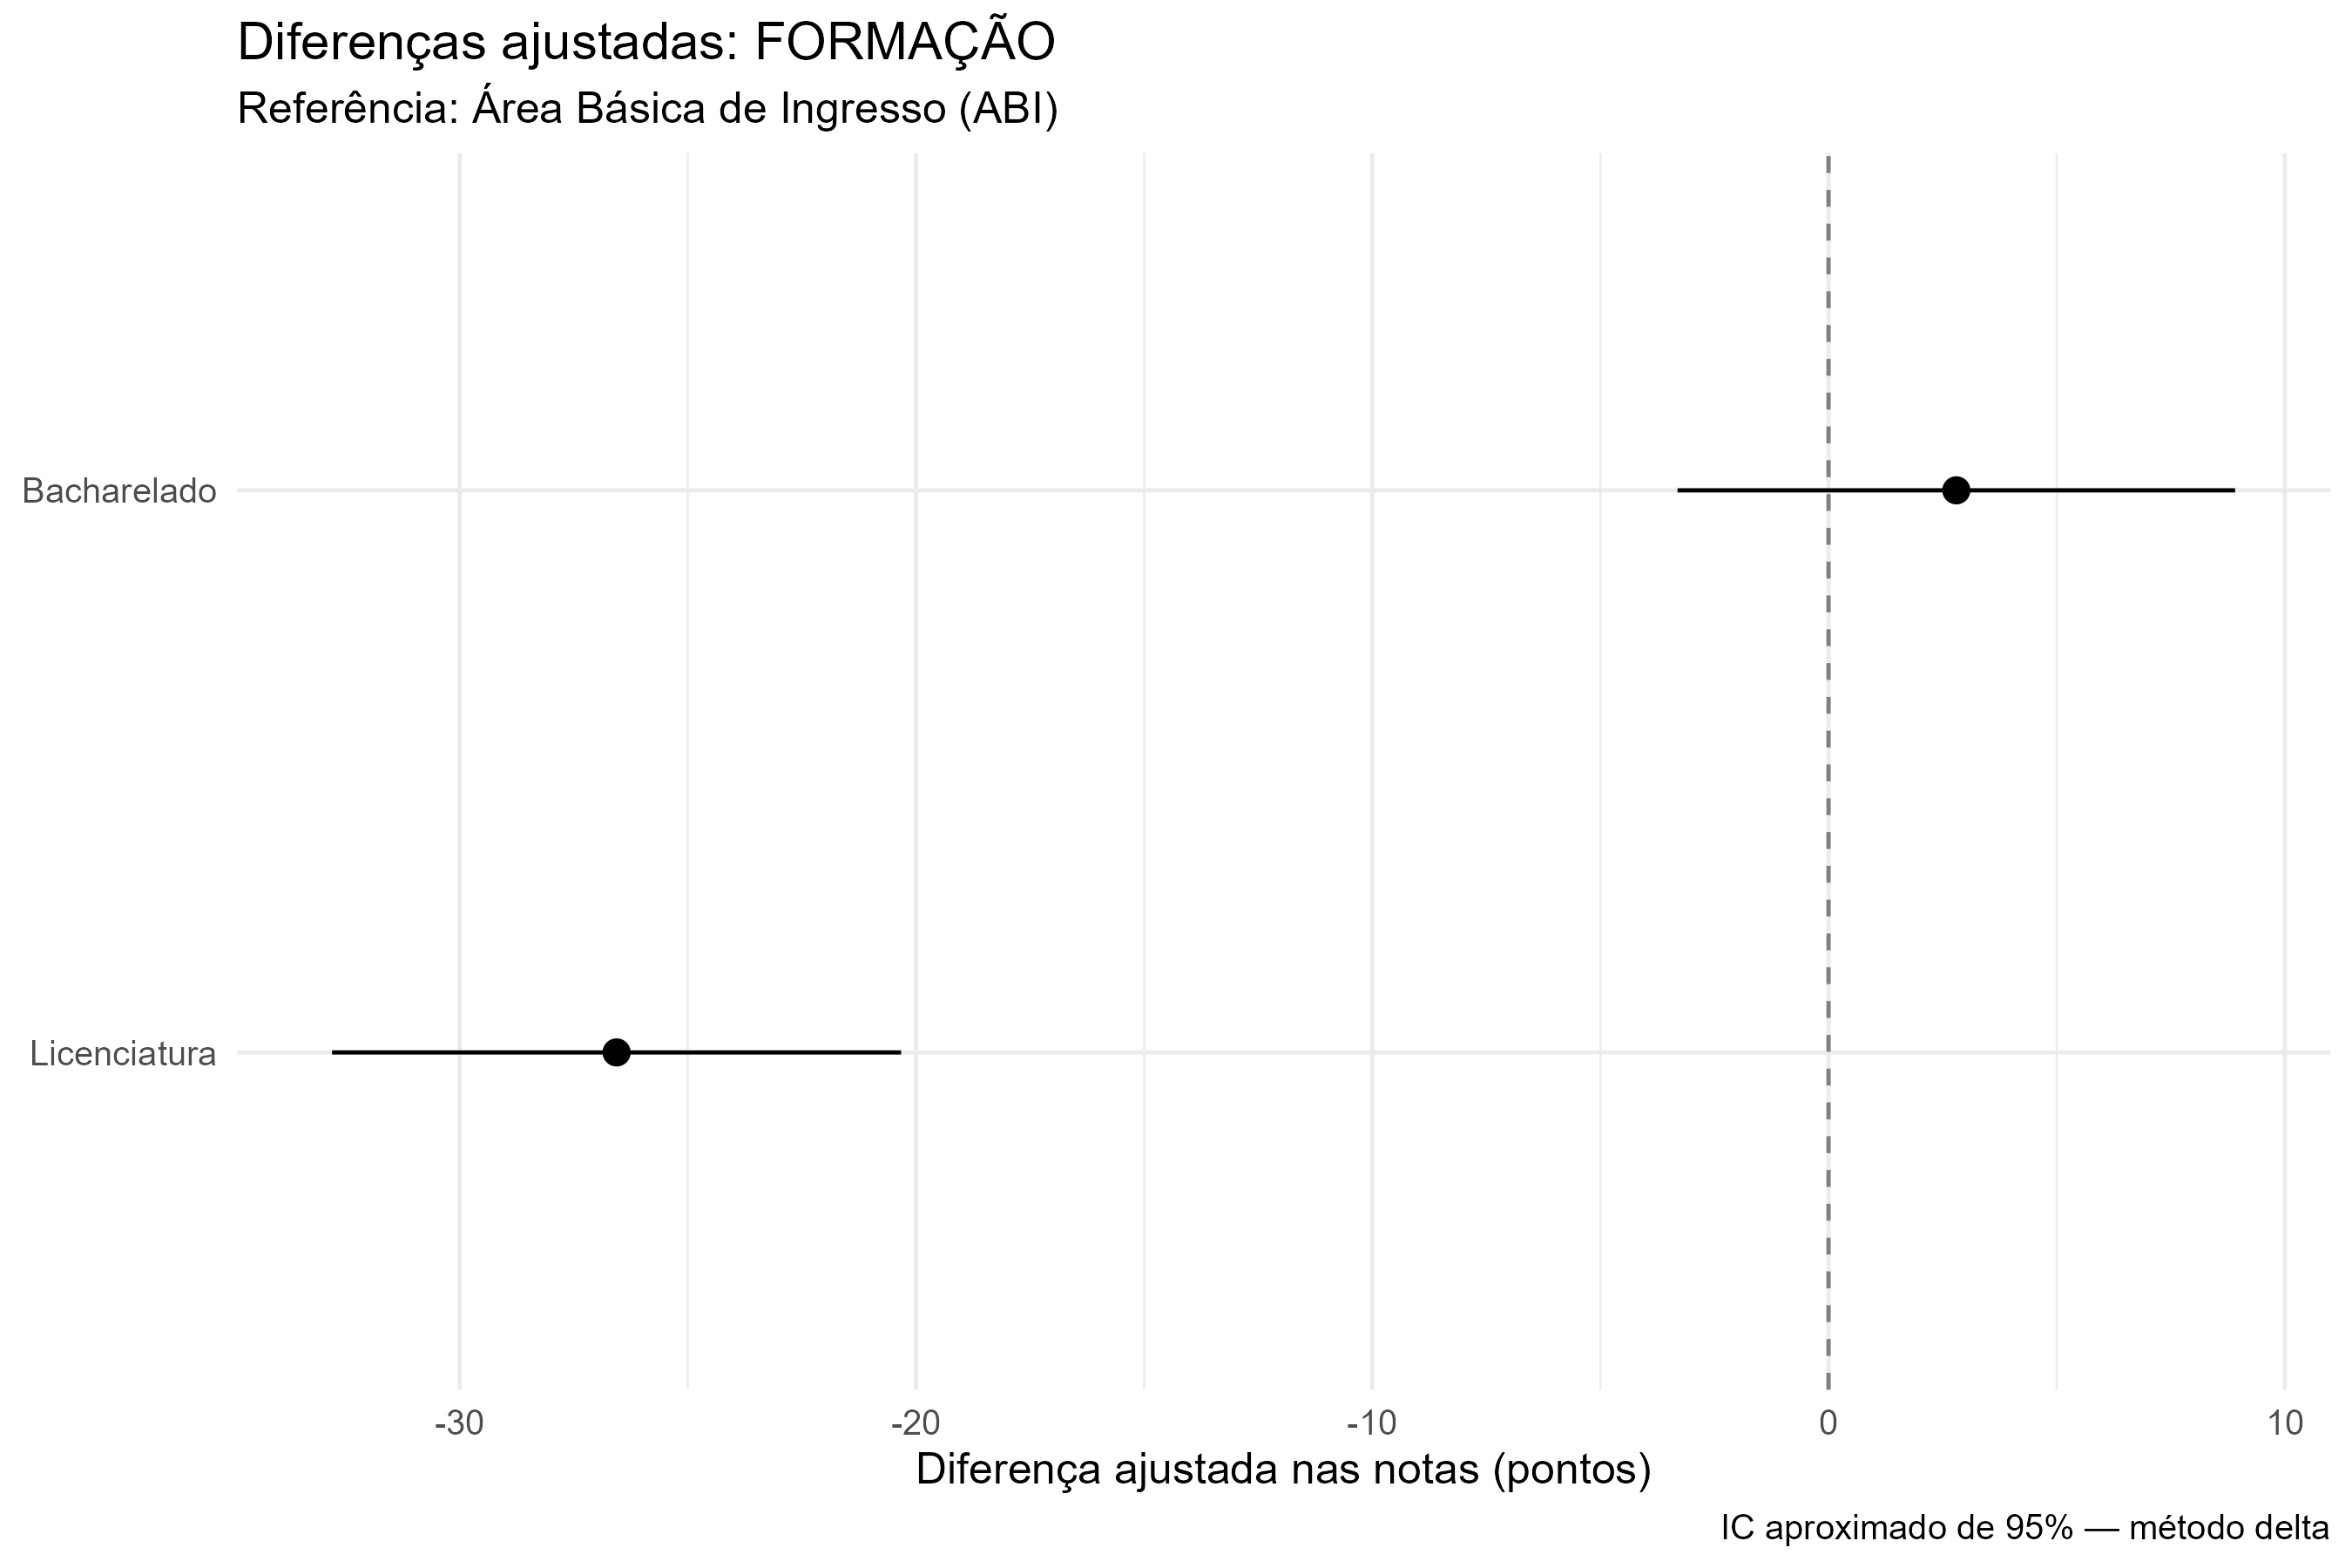 Diferenças ajustadas: FORMAÇÃO
Referência: Área Básica de Ingresso (ABI)
Bacharelado
Licenciatura
-30 -20 -10 0 10
Diferença ajustada nas notas (pontos)
IC aproximado de 95% — método delta